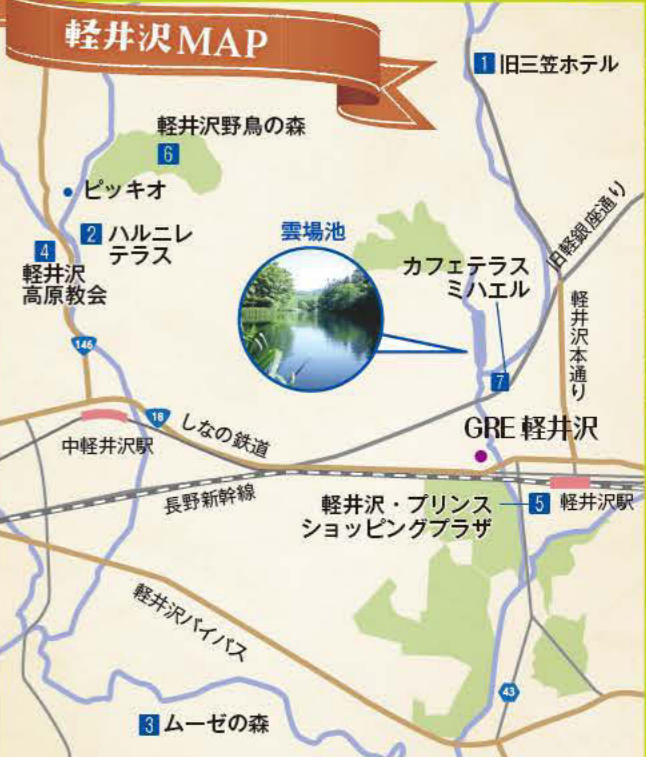 軽井沢MAP
1 旧三笠ホテル
軽井沢野鳥の森
6
ピッキオ
2 ハルニレ
テラス
4
軽井沢
高原教会
雲場池
カフェテラス
ミハエル
旧軽銀座通り
軽井沢本通り
146
7
18
しなの鉄道
GRE 軽井沢
中軽井沢駅
長野新幹線
軽井沢・プリンス
ショッピングプラザ
5
軽井沢駅
軽井沢バイパス
43
3 ムーゼの森